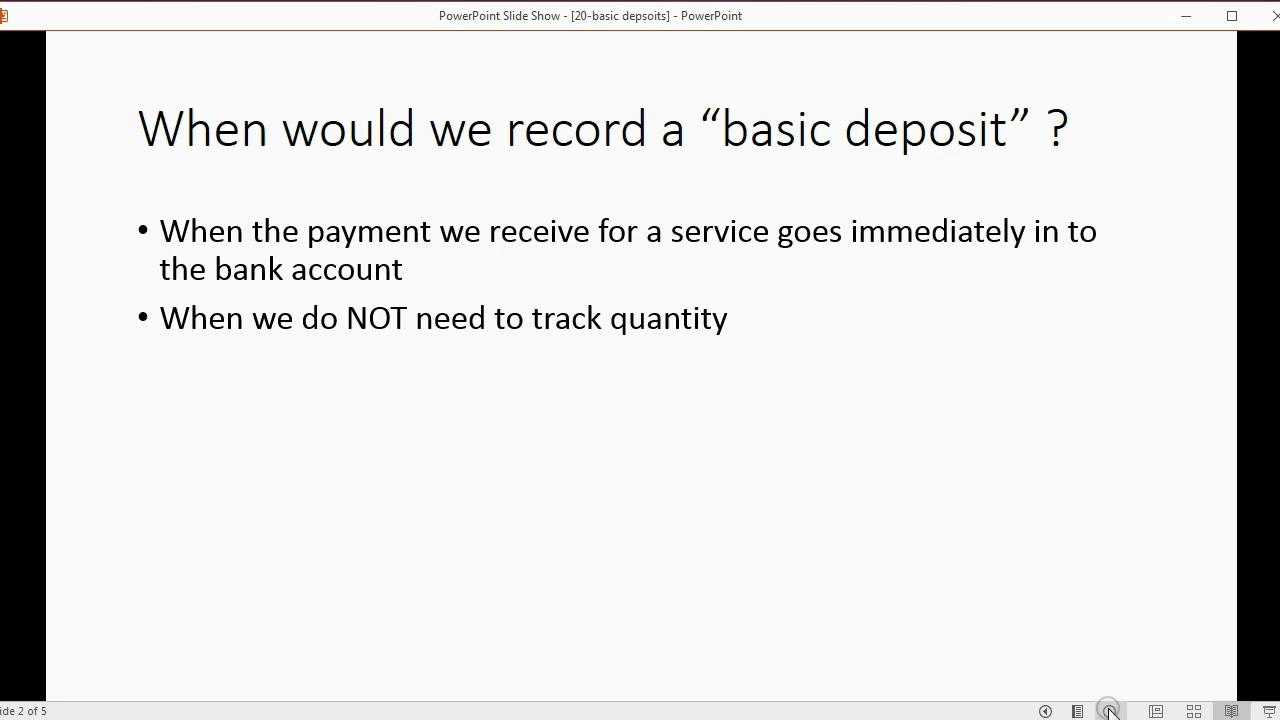 PowerPoint Slide Show - [20-basic depsoits] - PowerPoint
When would we record a “basic deposit” ?
• When the payment we receive for a service goes immediately in to
the bank account
• When we do NOT need to track quantity
ide 2 of 5